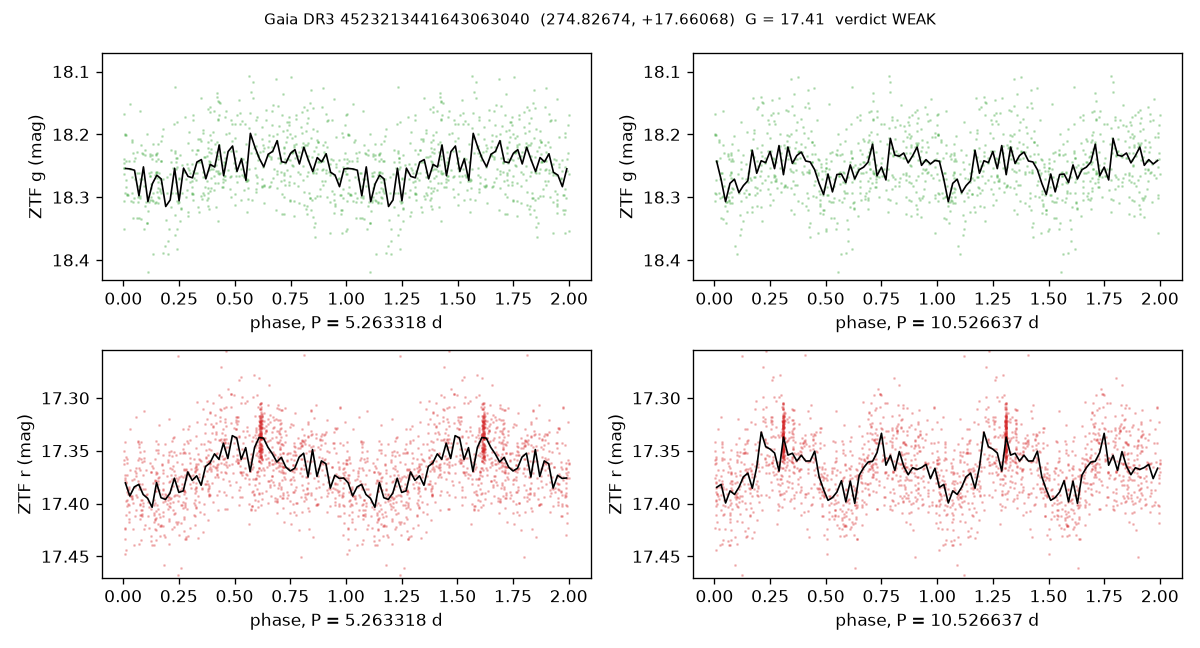 Gaia DR3 4523213441643063040  (274.82674, +17.66068)  G = 17.41  verdict WEAK
ZTF g (mag)
18.1
18.2
18.3
18.4
0.00 0.25 0.50 0.75 1.00 1.25 1.50 1.75 2.00
phase, P = 5.263318 d
ZTF g (mag)
18.1
18.2
18.3
18.4
0.00 0.25 0.50 0.75 1.00 1.25 1.50 1.75 2.00
phase, P = 10.526637 d
ZTF r (mag)
17.30
17.35
17.40
17.45
0.00 0.25 0.50 0.75 1.00 1.25 1.50 1.75 2.00
phase, P = 5.263318 d
ZTF r (mag)
17.30
17.35
17.40
17.45
0.00 0.25 0.50 0.75 1.00 1.25 1.50 1.75 2.00
phase, P = 10.526637 d